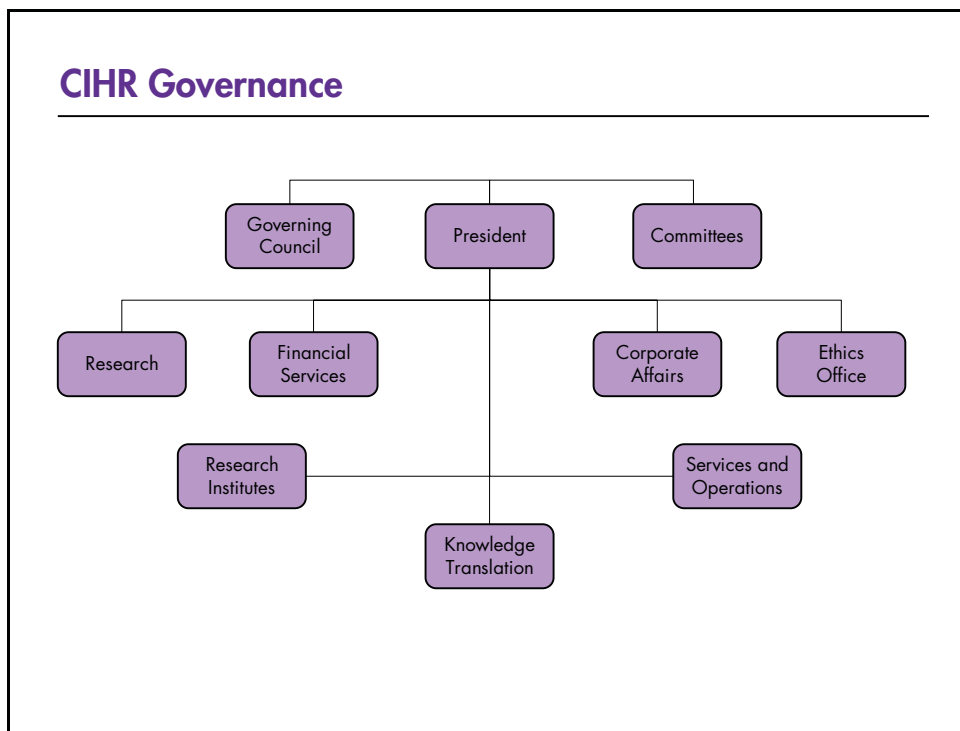 CIHR Governance
Governing
Council
President
Committees
Research
Financial
Services
Corporate
Affairs
Ethics
Office
Research
Institutes
Services and
Operations
Knowledge
Translation